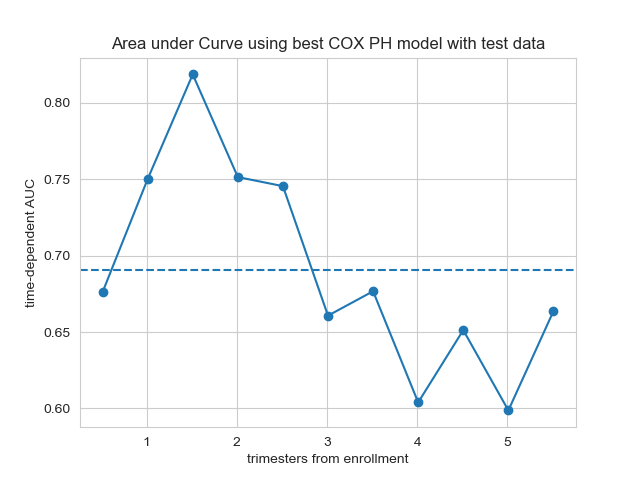 Area under Curve using best COX PH model with test data
time-dependent AUC
0.80
0.75
0.70
0.65
0.60
1 2 3 4 5
trimesters from enrollment